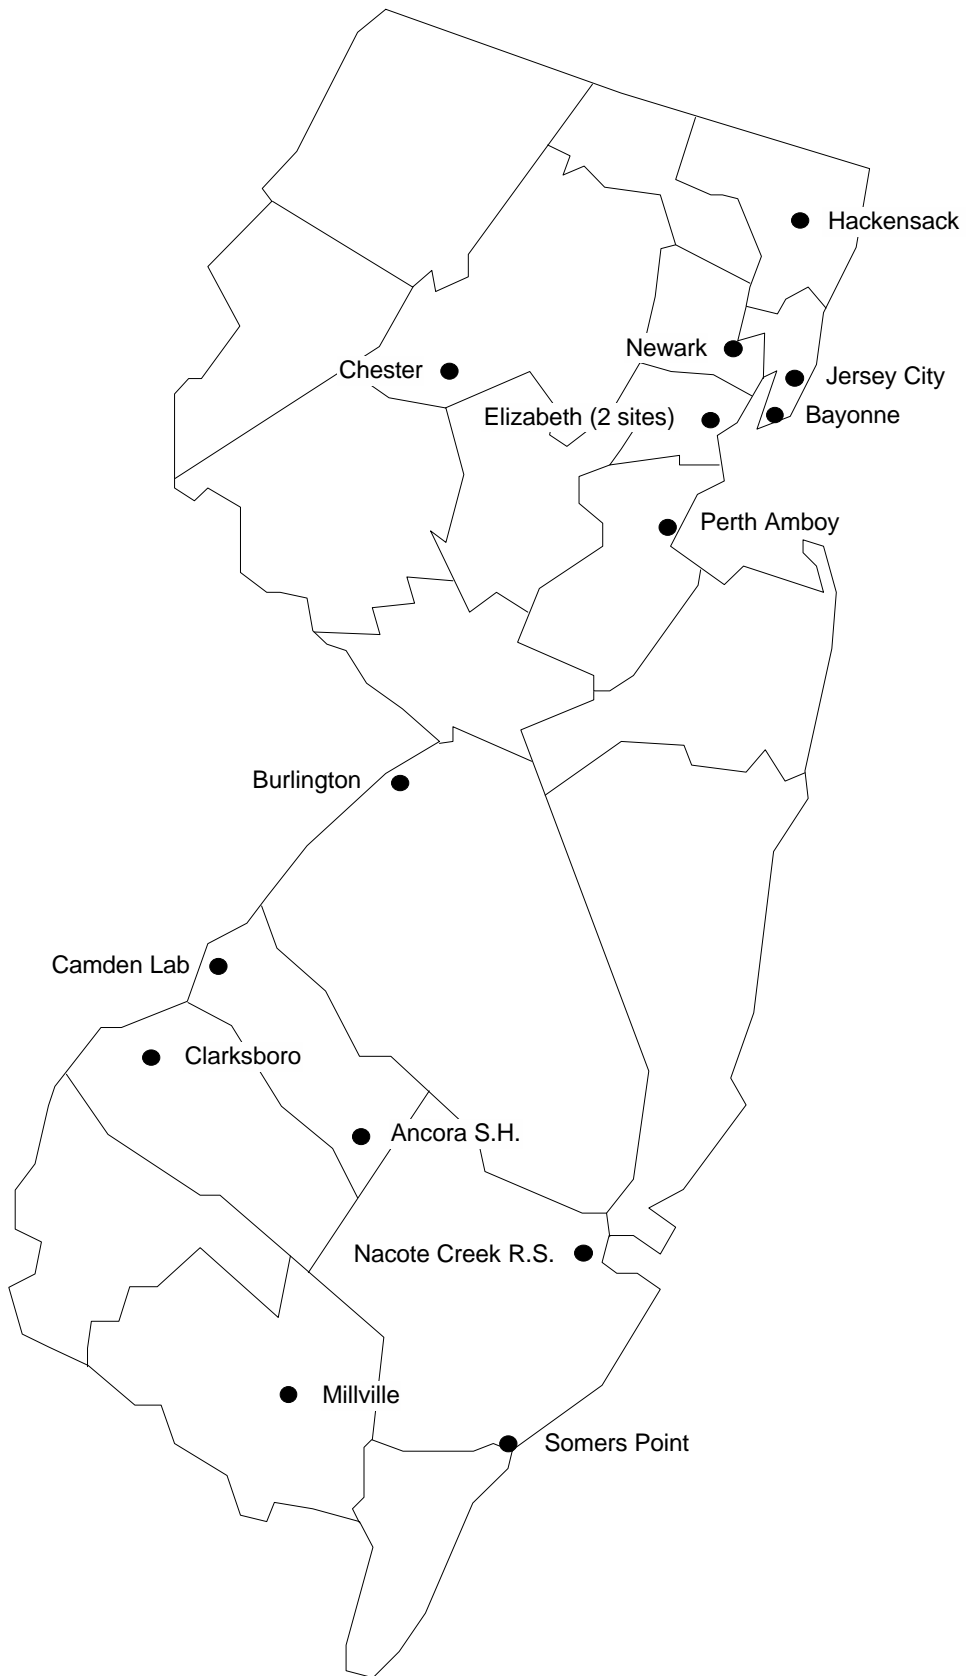 Hackensack
Newark
Chester
Jersey City
Elizabeth (2 sites)
Bayonne
Perth Amboy
Burlington
Camden Lab
Clarksboro
Ancora S.H.
Nacote Creek R.S.
Millville
Somers Point